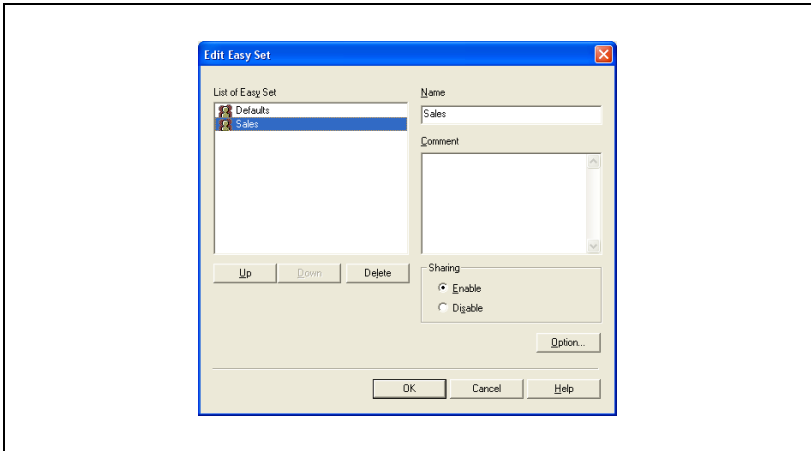 Edit Easy Set
List of Easy Set
Defaults
Sales
Up
Down
Delete
Name
Sales
Comment
Sharing
Enable
Disable
Option...
OK
Cancel
Help